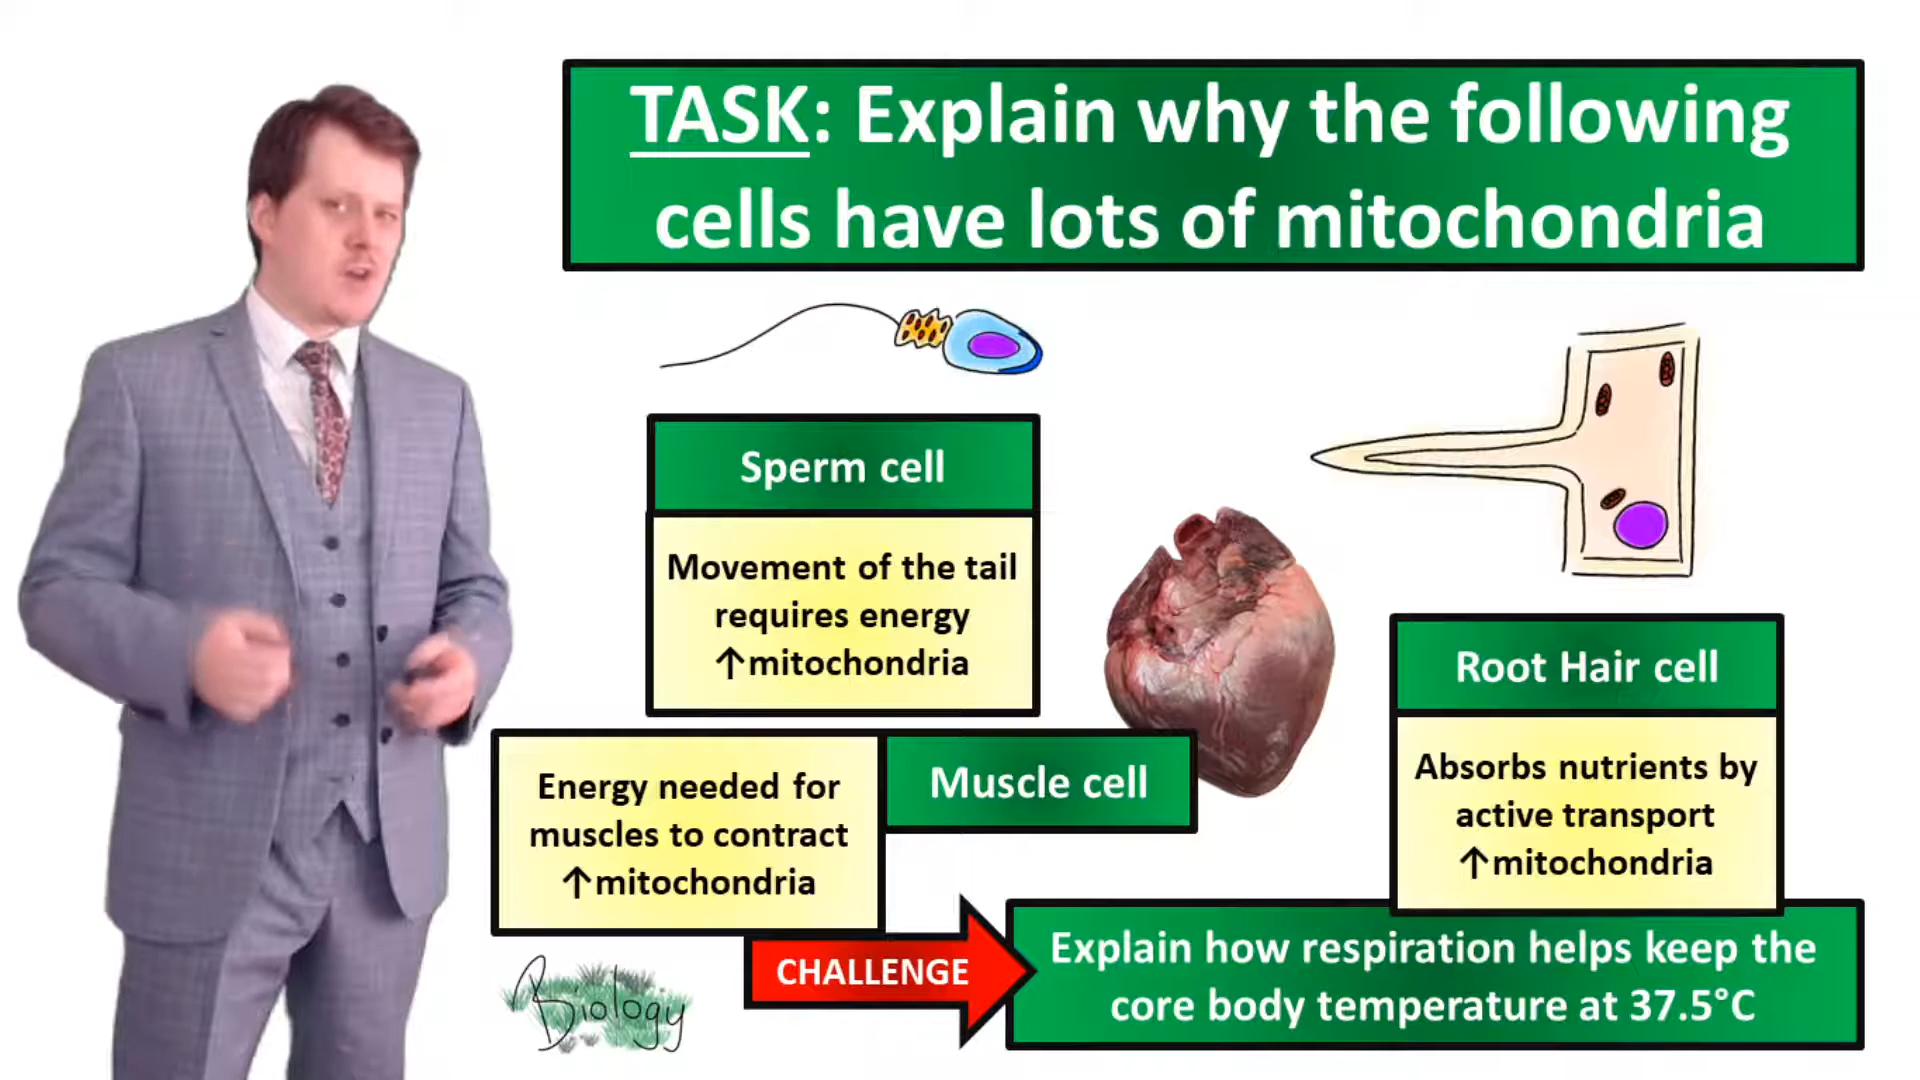 TASK: Explain why the following
cells have lots of mitochondria
Sperm cell
Movement of the tail
requires energy
↑mitochondria
Root Hair cell
Absorbs nutrients by
active transport
↑mitochondria
Muscle cell
Energy needed for
muscles to contract
↑mitochondria
CHALLENGE
Explain how respiration helps keep the
core body temperature at 37.5°C
Biology